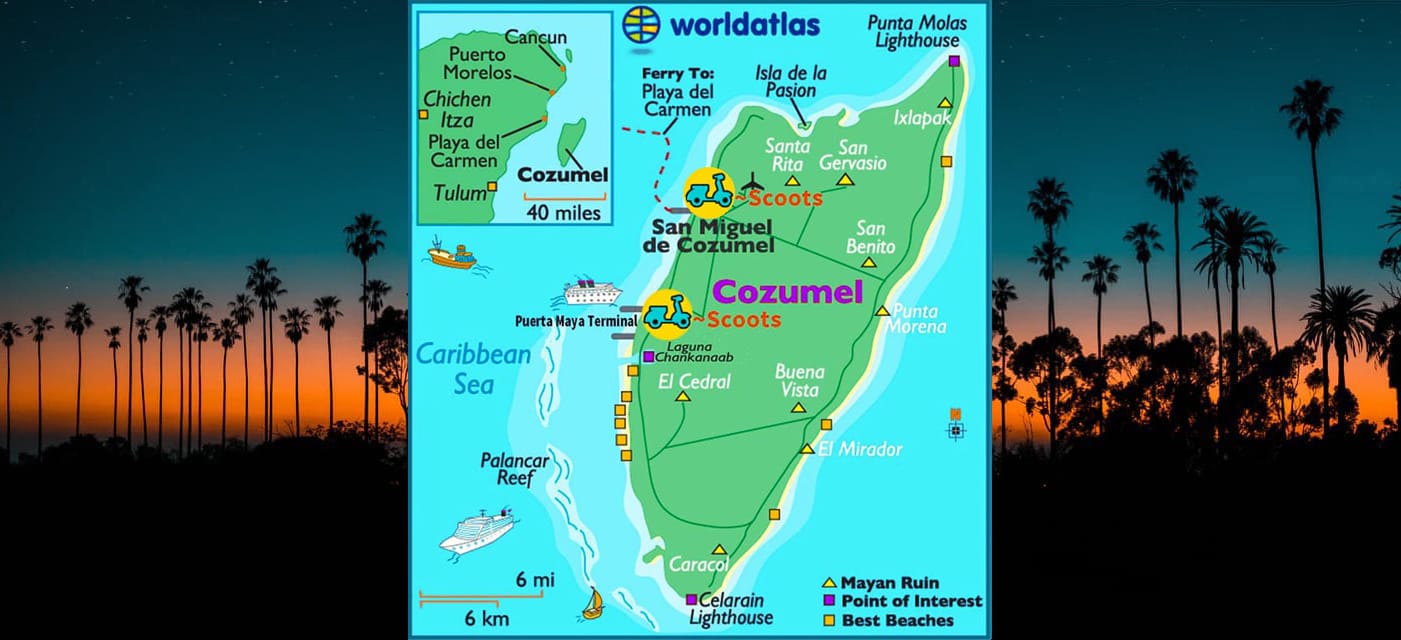 worldatlas
Punta Molas
Lighthouse
Cancun
Puerto
Morelos
Chichen
Itza
Playa del
Carmen
Cozumel
Tulum
40 miles
Ferry To:
Playa del
Carmen
Isla de la
Pasion
Ixlapak
Santa
Rita
San
Gervasio
~Scoots
San Miguel
de Cozumel
San
Benito
Cozumel
Puerta Maya Terminal
~Scoots
Punta
Morena
Laguna
Chankanaab
Caribbean
Sea
El Cedral
Buena
Vista
N
El Mirador
Palancar
Reef
Caracol
6 mi
6 km
Celarain
Lighthouse
Mayan Ruin
Point of Interest
Best Beaches